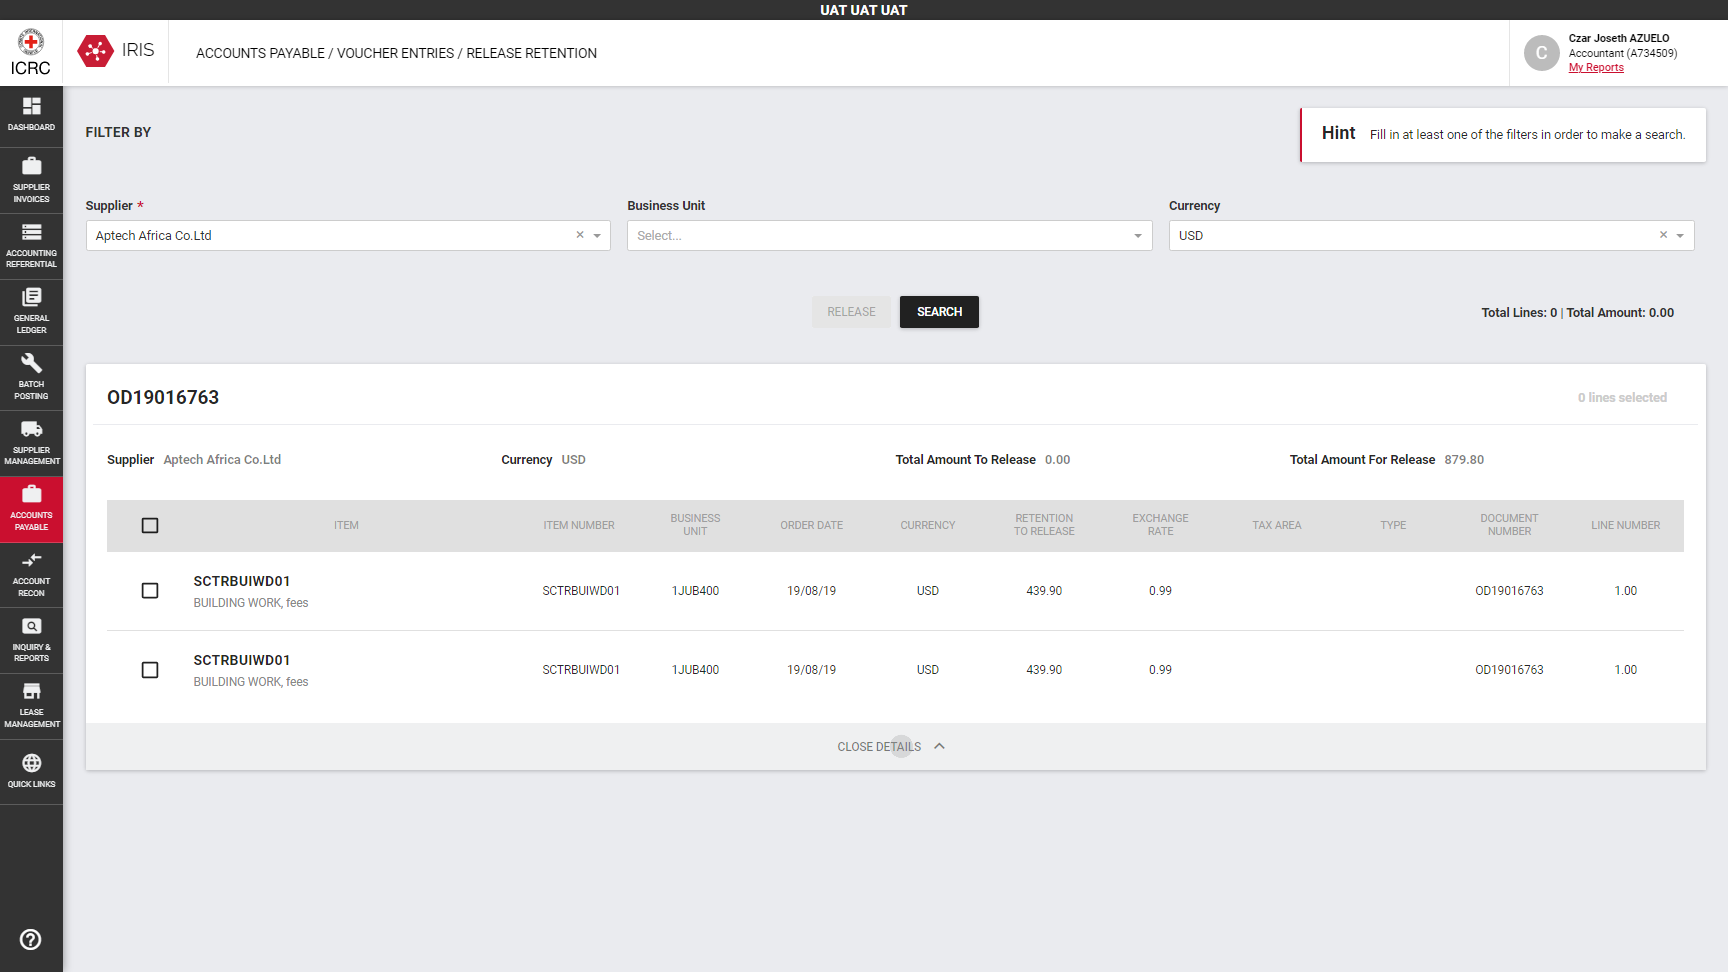 UAT UAT UAT
ICRC
IRIS
ACCOUNTS PAYABLE / VOUCHER ENTRIES / RELEASE RETENTION
C
Czar Joseth AZUELO
Accountant (A734509)
My Reports
DASHBOARD
SUPPLIER
INVOICES
ACCOUNTING
REFERENTIAL
GENERAL
LEDGER
BATCH
POSTING
SUPPLIER
MANAGEMENT
ACCOUNTS
PAYABLE
ACCOUNT
RECON
INQUIRY &
REPORTS
LEASE
MANAGEMENT
QUICK LINKS
FILTER BY
Hint Fill in at least one of the filters in order to make a search.
Supplier * Business Unit Currency
Aptech Africa Co.Ltd Select... USD
RELEASE SEARCH Total Lines: 0 | Total Amount: 0.00
OD19016763 0 lines selected
Supplier Aptech Africa Co.Ltd Currency USD Total Amount To Release 0.00 Total Amount For Release 879.80
ITEM ITEM NUMBER BUSINESS UNIT ORDER DATE CURRENCY RETENTION TO RELEASE EXCHANGE RATE TAX AREA TYPE DOCUMENT NUMBER LINE NUMBER
SCTRBUIWD01
BUILDING WORK, fees
SCTRBUIWD01 1JUB400 19/08/19 USD 439.90 0.99 OD19016763 1.00
SCTRBUIWD01
BUILDING WORK, fees
SCTRBUIWD01 1JUB400 19/08/19 USD 439.90 0.99 OD19016763 1.00
CLOSE DETAILS